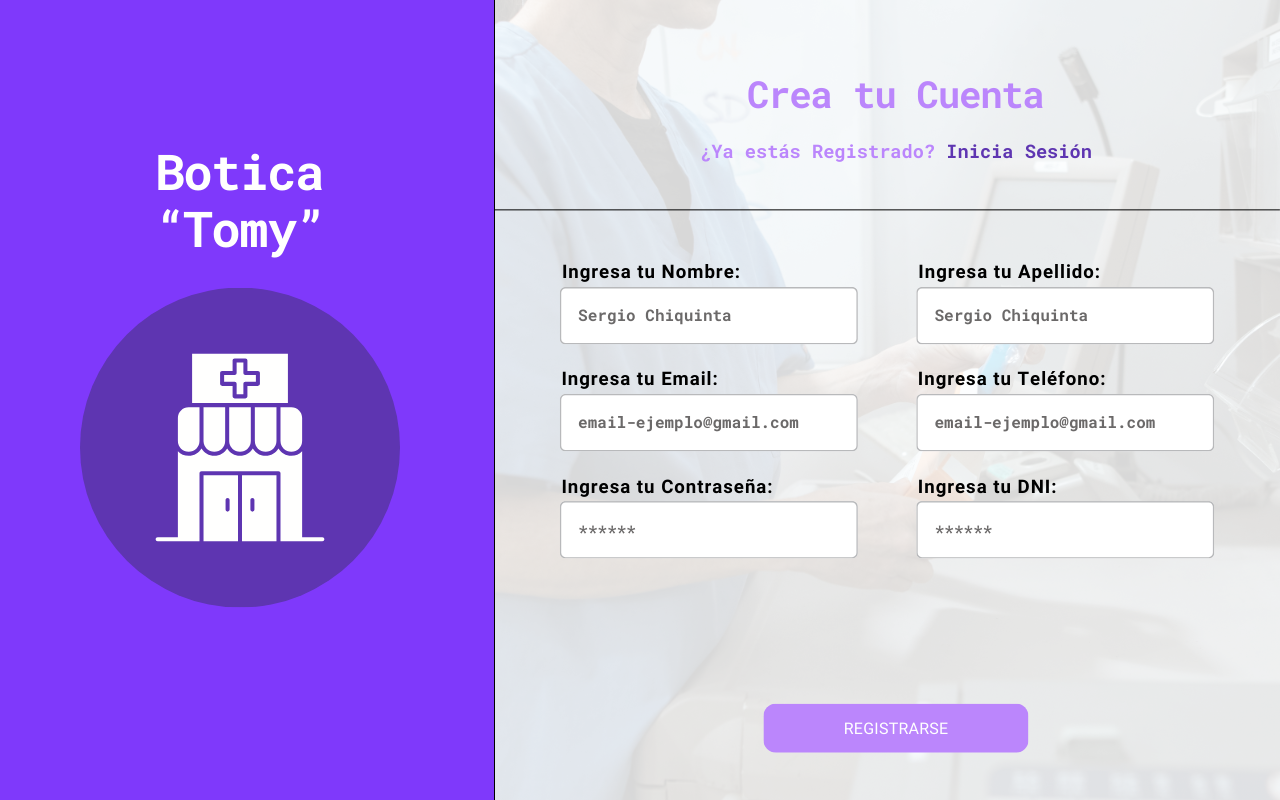 Botica
“Tomy”
Crea tu Cuenta
¿Ya estás Registrado? Inicia Sesión
Ingresa tu Nombre:
Sergio Chiquinta
Ingresa tu Apellido:
Sergio Chiquinta
Ingresa tu Email:
email-ejemplo@gmail.com
Ingresa tu Teléfono:
email-ejemplo@gmail.com
Ingresa tu Contraseña:
******
Ingresa tu DNI:
******
REGISTRARSE